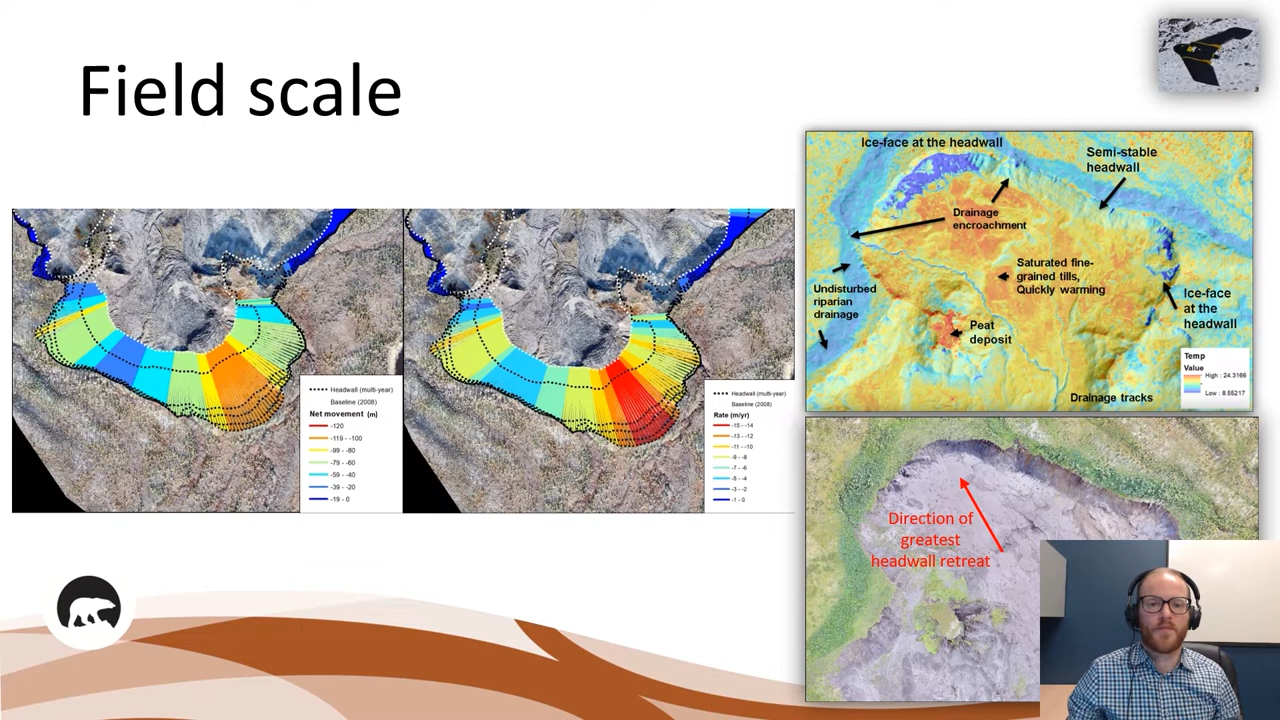 Field scale
Headwall (multi-year)
Baseline (2008)
Net movement (m)
-120
-119 - -100
-99 - -80
-79 - -60
-59 - -40
-39 - -20
-19 - 0
Headwall (multi-year)
Baseline (2008)
Rate (m/yr)
-15 - -14
-13 - -12
-11 - -10
-9 - -8
-7 - -6
-5 - -4
-3 - -2
-1 - 0
Ice-face at the headwall
Semi-stable
headwall
Drainage
encroachment
Saturated fine-
grained tills,
Quickly warming
Undisturbed
riparian
drainage
Ice-face
at the
headwall
Peat
deposit
Drainage tracks
Temp
Value
High : 24.3166
Low : 8.55217
Direction of
greatest
headwall retreat